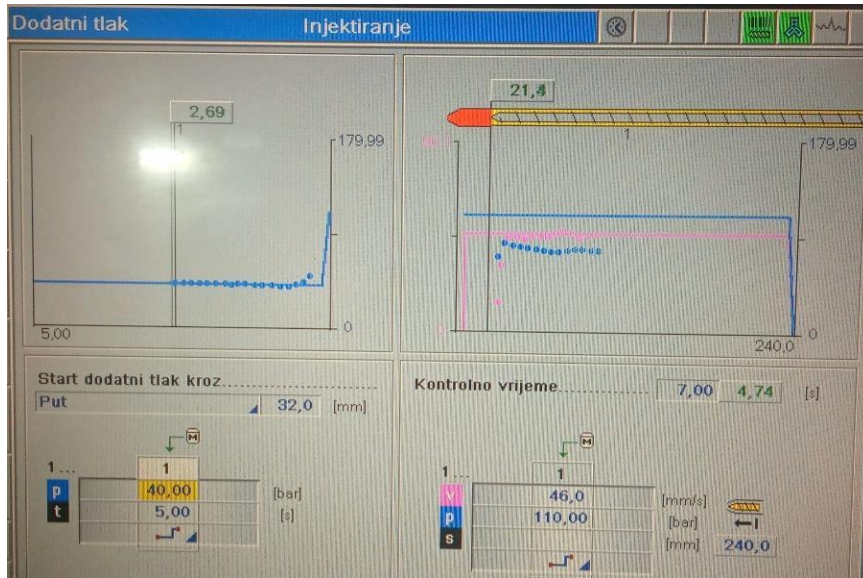 Dodatni tlak
Injektiranje
2,69
1
179,99
0
5,00
21,4
1
179,99
0
0
240,0
Start dodatni tlak kroz
Put
32,0 [mm]
M
1...
1
p 40,00 [bar]
t 5,00 [s]
Kontrolno vrijeme
7,00 4,74 [s]
M
1...
1
v 46,0 [mm/s]
p 110,00 [bar]
s [mm] 240,0